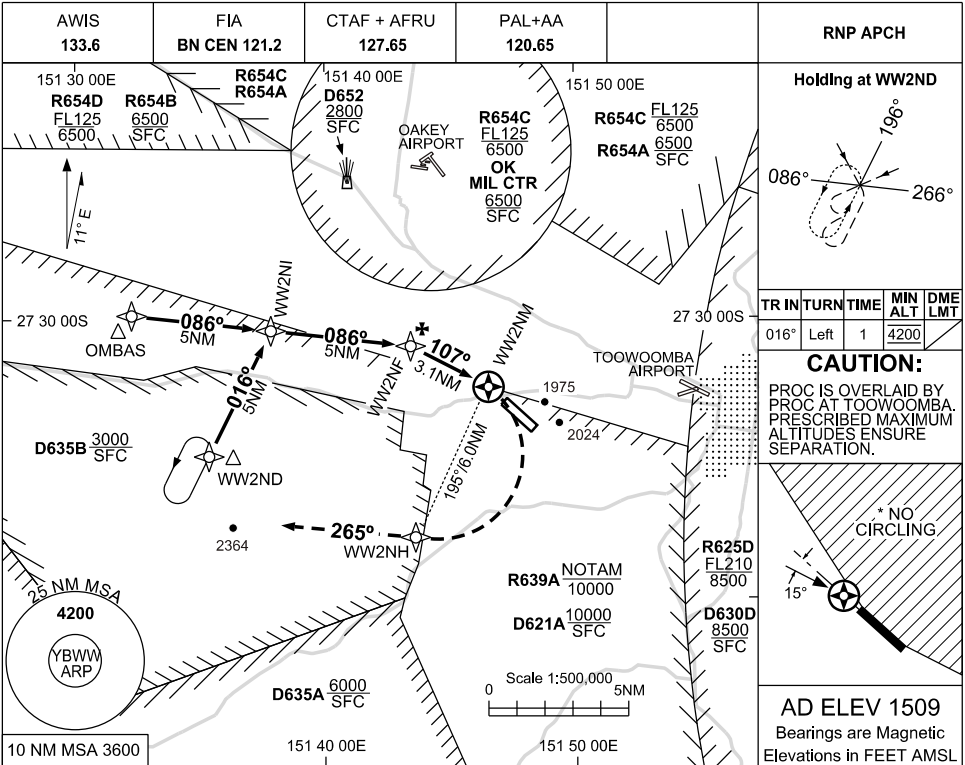 AWIS
133.6
FIA
BN CEN 121.2
CTAF + AFRU
127.65
PAL+AA
120.65
RNP APCH
151 30 00E
R654D
FL125
6500
R654B
6500
SFC
R654C
R654A
151 40 00E
D652
2800
SFC
OAKEY
AIRPORT
R654C
FL125
6500
OK
MIL CTR
6500
SFC
151 50 00E
R654C FL125
6500
R654A 6500
SFC
11° E
27 30 00S
OMBAS
086°
5NM
WW2NI
086°
5NM
WW2NF
107°
3.1NM
WW2NM
27 30 00S
TOOWOOMBA
AIRPORT
1975
2024
016°
5NM
D635B 3000
SFC
WW2ND
195°/6.0NM
265°
WW2NH
2364
25 NM MSA
4200
YBWW
ARP
10 NM MSA 3600
R639A NOTAM
10000
D621A 10000
SFC
R625D
FL210
8500
D630D
8500
SFC
D635A 6000
SFC
Scale 1:500,000
0 5NM
151 40 00E
151 50 00E
Holding at WW2ND
196°
086°
266°
TR IN TURN TIME MIN ALT DME LMT
016° Left 1 4200
CAUTION:
PROC IS OVERLAID BY
PROC AT TOOWOOMBA.
PRESCRIBED MAXIMUM
ALTITUDES ENSURE
SEPARATION.
* NO
CIRCLING
15°
AD ELEV 1509
Bearings are Magnetic
Elevations in FEET AMSL